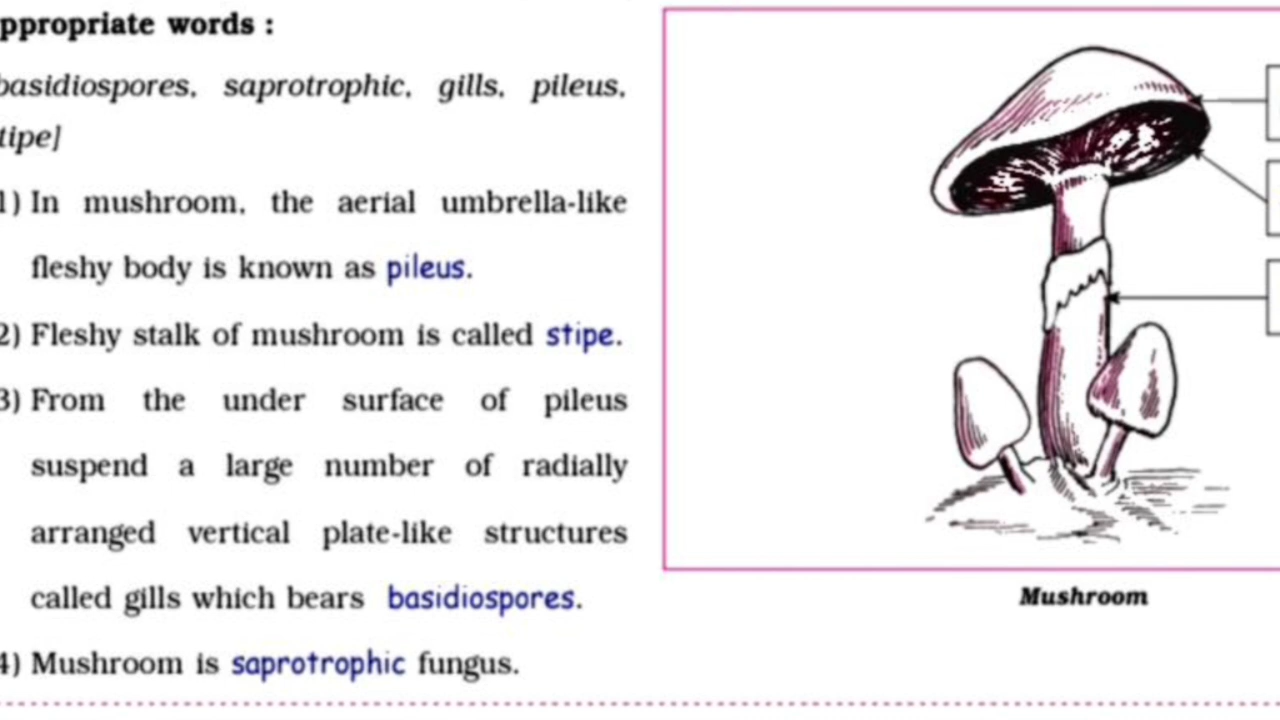 ppropriate words :
basidiospores, saprotrophic, gills, pileus,
tipe]
1) In mushroom, the aerial umbrella-like
fleshy body is known as pileus.
2) Fleshy stalk of mushroom is called stipe.
3) From the under surface of pileus
suspend a large number of radially
arranged vertical plate-like structures
called gills which bears basidiospores.
4) Mushroom is saprotrophic fungus.
Mushroom